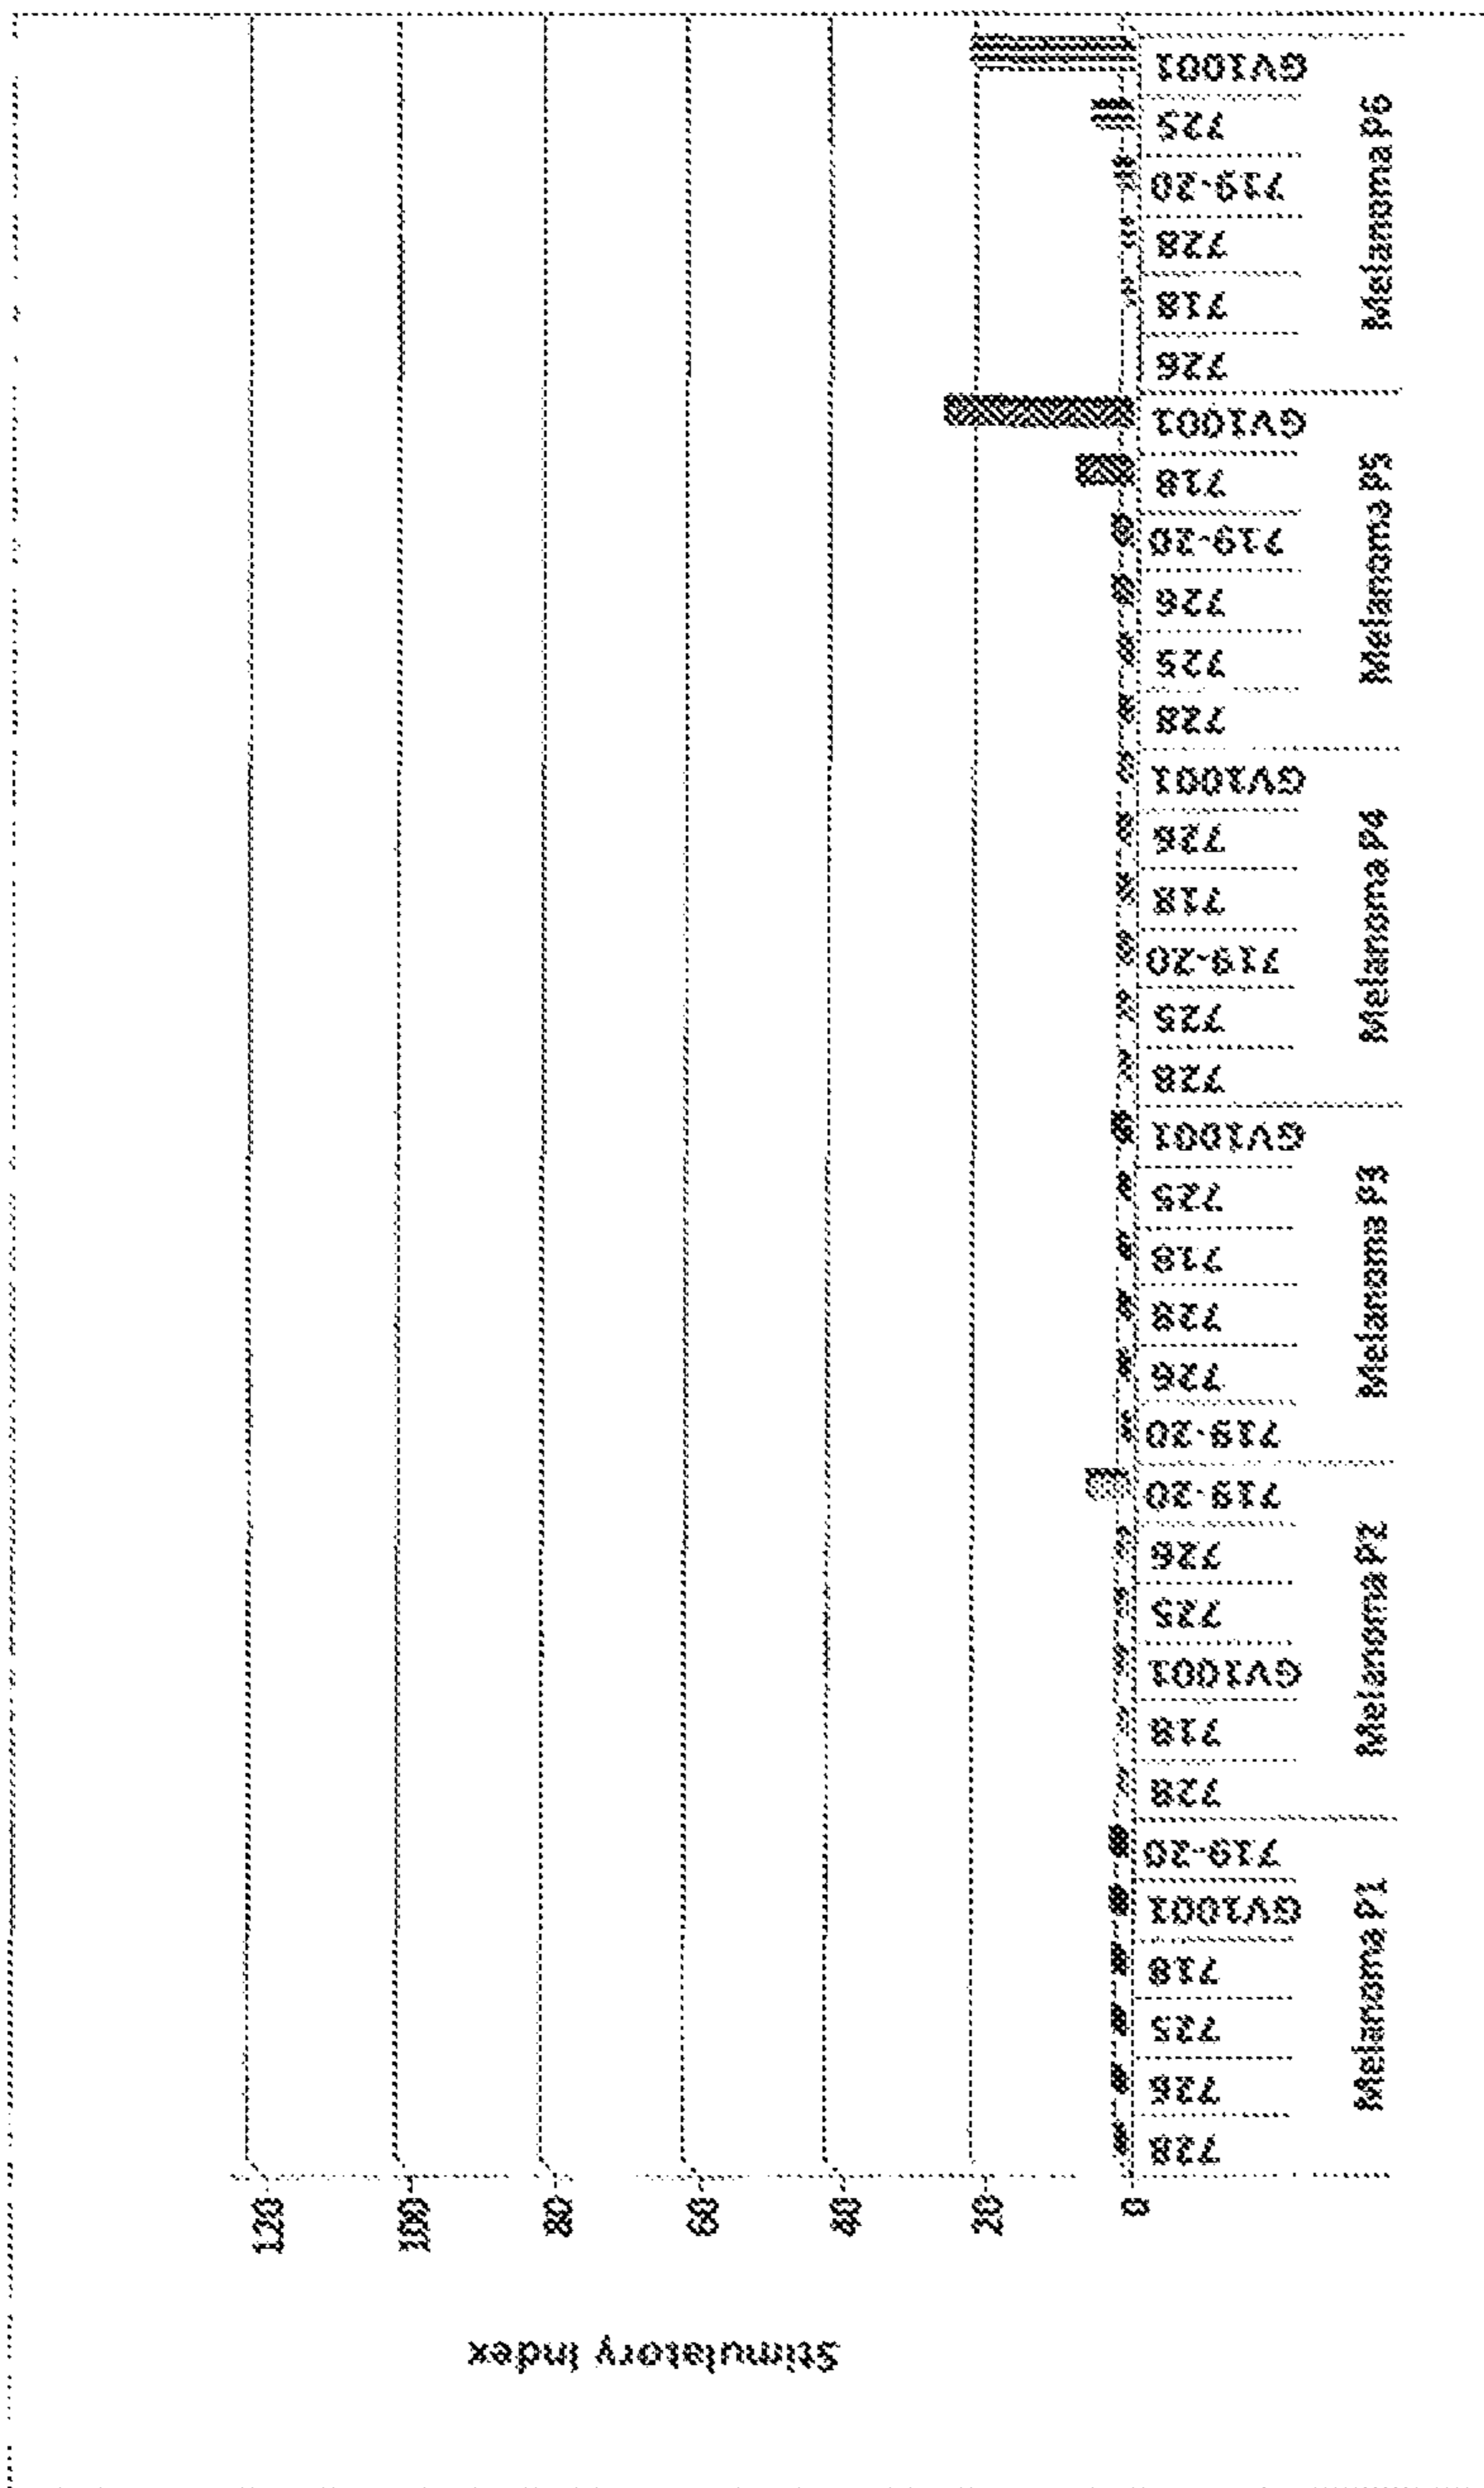 Stimulatory Index
120
100
80
60
40
20
0
728
726
725
718
GV1001
719-20
728
718
GV1001
725
726
719-20
719-20
726
728
718
725
GV1001
728
725
719-20
718
726
GV1001
728
725
726
719-20
718
GV1001
726
718
728
719-20
725
GV1001
Melanoma P1
Melanoma P2
Melanoma P3
Melanoma P4
Melanoma P5
Melanoma P6